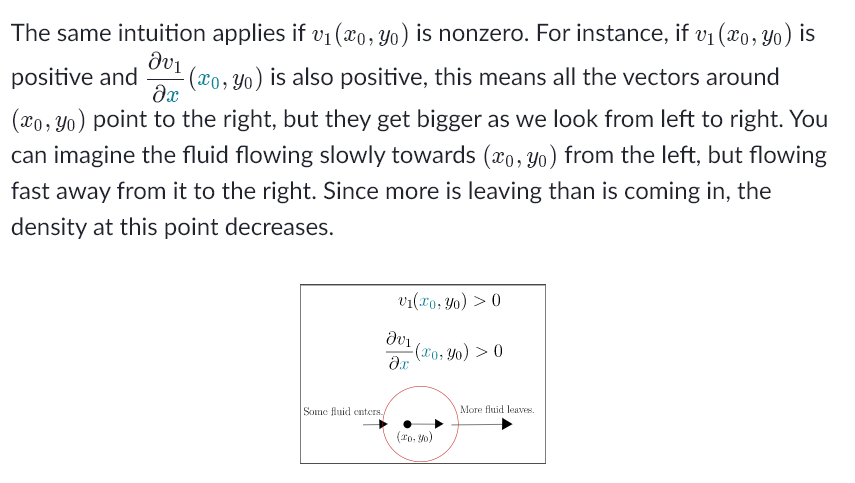 The same intuition applies if v₁(x₀, y₀) is nonzero. For instance, if v₁(x₀, y₀) is
positive and ∂v₁/∂x (x₀, y₀) is also positive, this means all the vectors around
(x₀, y₀) point to the right, but they get bigger as we look from left to right. You
can imagine the fluid flowing slowly towards (x₀, y₀) from the left, but flowing
fast away from it to the right. Since more is leaving than is coming in, the
density at this point decreases.
v₁(x₀, y₀) > 0
∂v₁/∂x (x₀, y₀) > 0
Some fluid enters.
More fluid leaves.
(x₀, y₀)